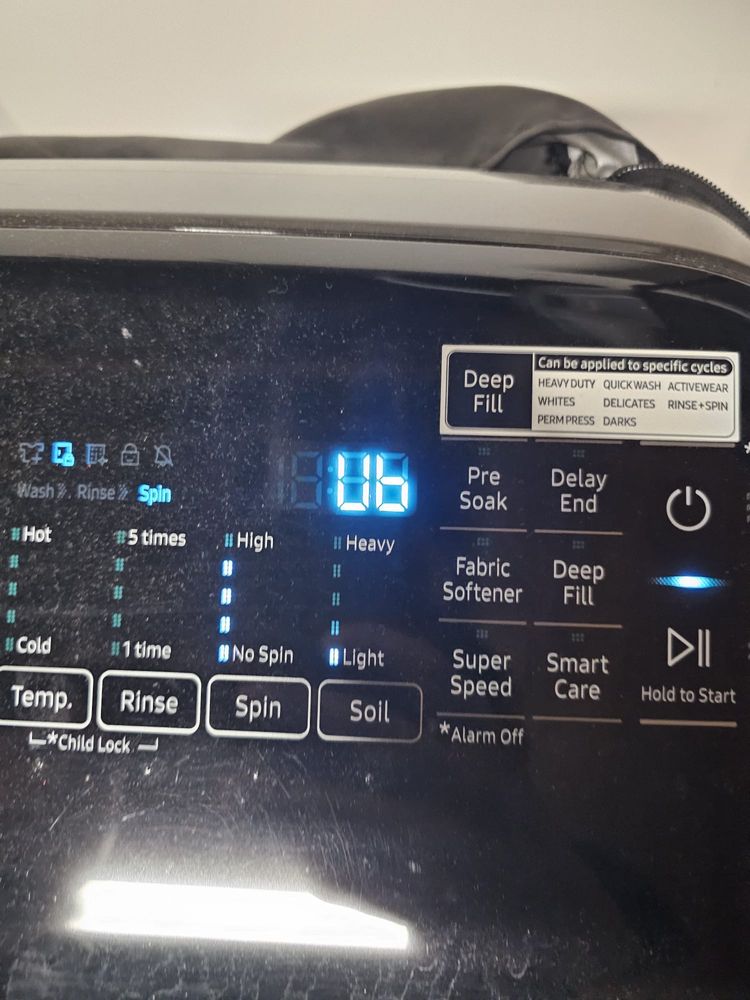 Deep
Fill
Can be applied to specific cycles
HEAVY DUTY QUICK WASH ACTIVEWEAR
WHITES DELICATES RINSE+SPIN
PERM PRESS DARKS
Wash Rinse Spin
Ub
Pre
Soak
Delay
End
Hot
5 times
High
Heavy
Fabric
Softener
Deep
Fill
Cold
1 time
No Spin
Light
Super
Speed
Smart
Care
Hold to Start
Temp.
Rinse
Spin
Soil
*Child Lock
*Alarm Off
*